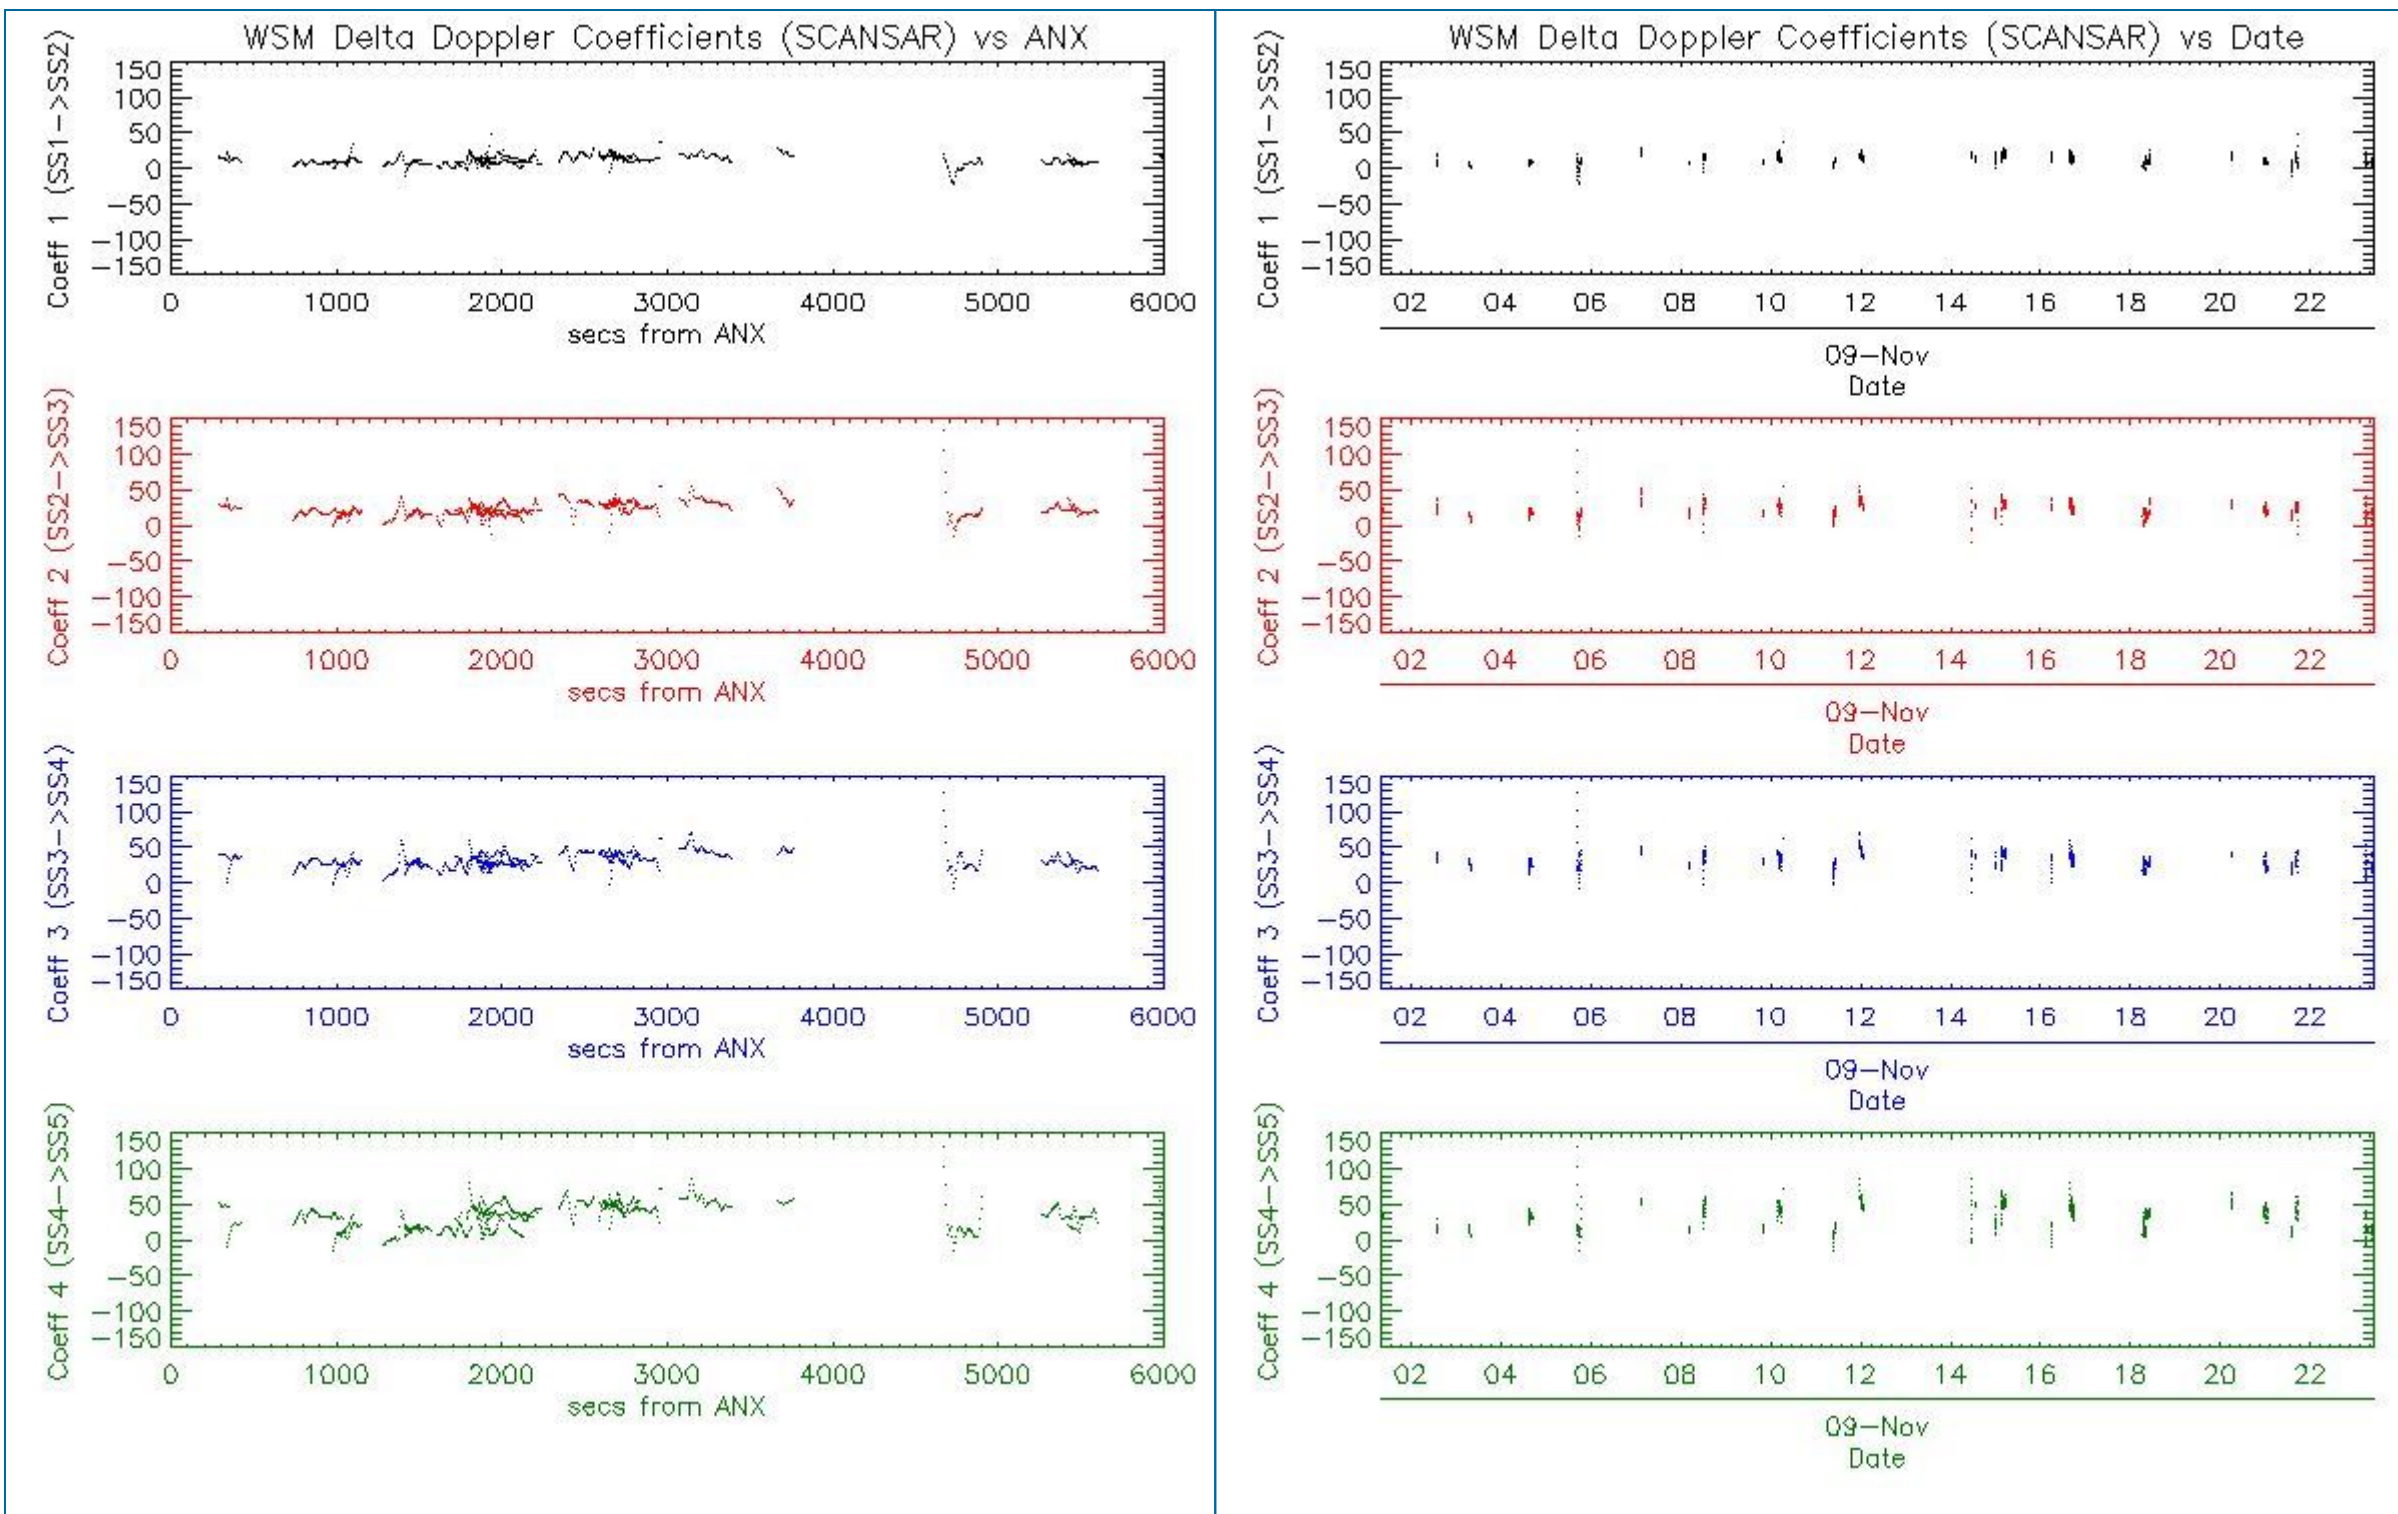 WSM Delta Doppler Coefficients (SCANSAR) vs ANX
Coeff 1 (SS1->SS2)
150
100
50
0
-50
-100
-150
0 1000 2000 3000 4000 5000 6000
secs from ANX
Coeff 2 (SS2->SS3)
150
100
50
0
-50
-100
-150
0 1000 2000 3000 4000 5000 6000
secs from ANX
Coeff 3 (SS3->SS4)
150
100
50
0
-50
-100
-150
0 1000 2000 3000 4000 5000 6000
secs from ANX
Coeff 4 (SS4->SS5)
150
100
50
0
-50
-100
-150
0 1000 2000 3000 4000 5000 6000
secs from ANX
WSM Delta Doppler Coefficients (SCANSAR) vs Date
Coeff 1 (SS1->SS2)
150
100
50
0
-50
-100
-150
02 04 06 08 10 12 14 16 18 20 22
09-Nov
Date
Coeff 2 (SS2->SS3)
150
100
50
0
-50
-100
-150
02 04 06 08 10 12 14 16 18 20 22
09-Nov
Date
Coeff 3 (SS3->SS4)
150
100
50
0
-50
-100
-150
02 04 06 08 10 12 14 16 18 20 22
09-Nov
Date
Coeff 4 (SS4->SS5)
150
100
50
0
-50
-100
-150
02 04 06 08 10 12 14 16 18 20 22
09-Nov
Date